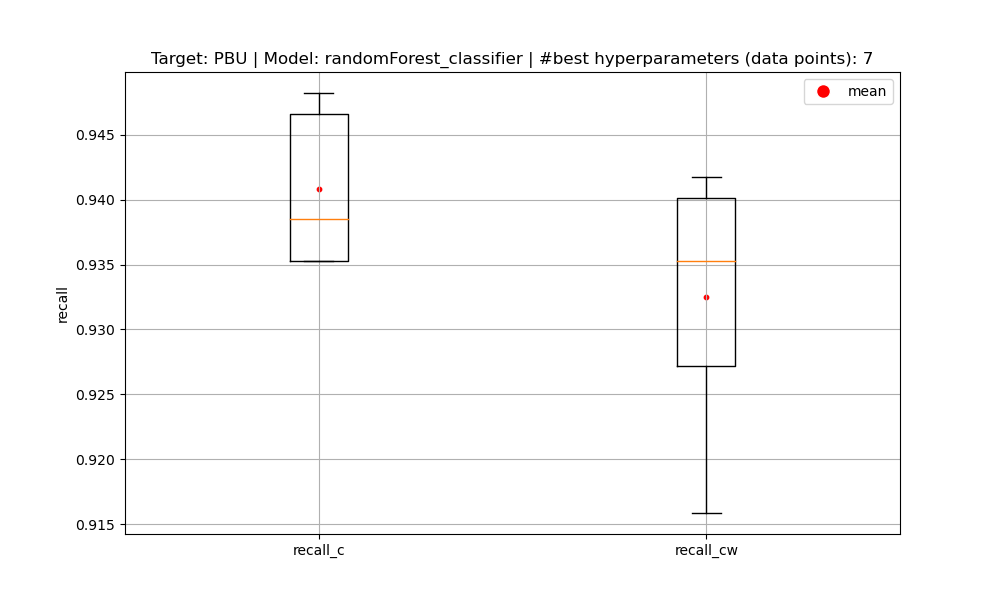 Target: PBU | Model: randomForest_classifier | #best hyperparameters (data points): 7
mean
0.945
0.940
0.935
0.930
0.925
0.920
0.915
recall
recall_c
recall_cw